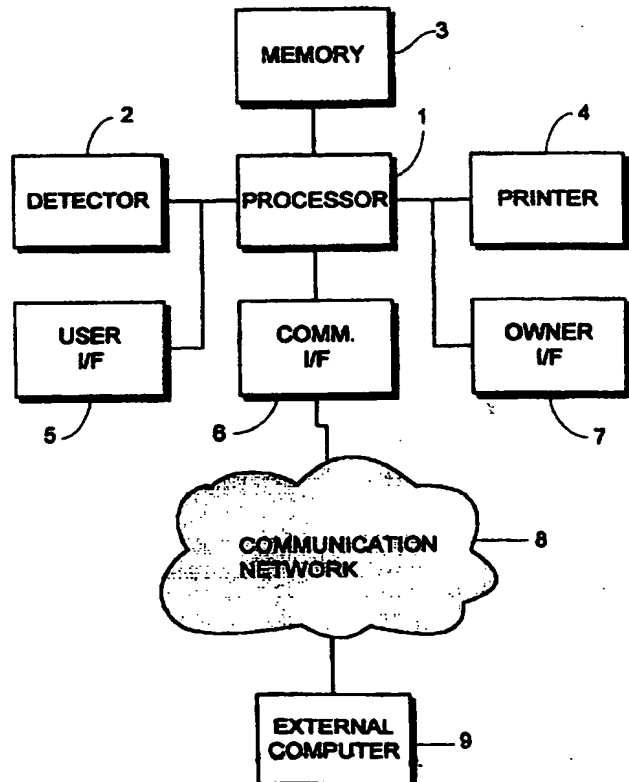 3
MEMORY
2
1
4
DETECTOR
PROCESSOR
PRINTER
USER
I/F
COMM.
I/F
OWNER
I/F
5
6
7
COMMUNICATION
NETWORK
8
EXTERNAL
COMPUTER
9